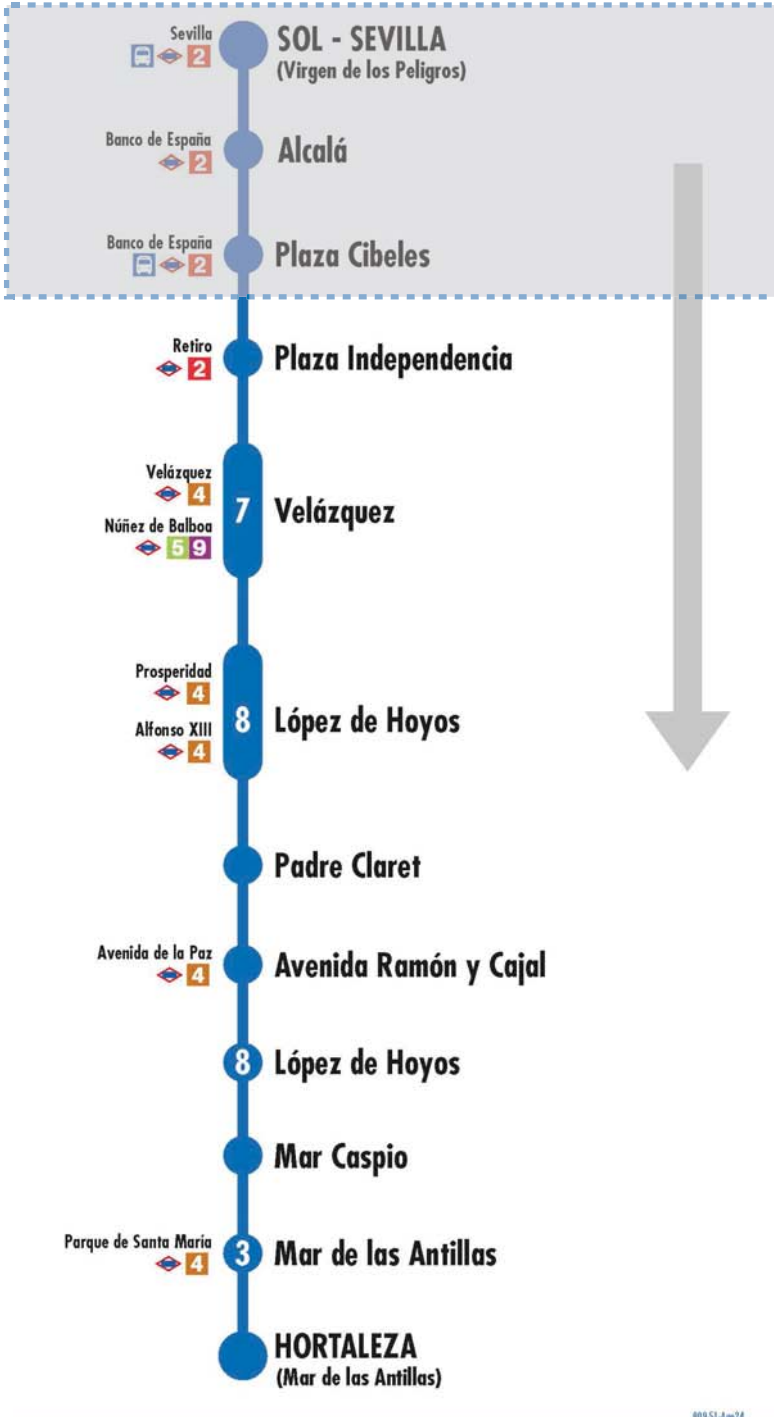 Sevilla
2
SOL - SEVILLA
(Virgen de los Peligros)
Banco de España
2
Alcalá
Banco de España
2
Plaza Cibeles
Retiro
2
Plaza Independencia
Velázquez
4
Núñez de Balboa
5 9
7
Velázquez
Prosperidad
4
Alfonso XIII
4
8
López de Hoyos
Padre Claret
Avenida de la Paz
4
Avenida Ramón y Cajal
8
López de Hoyos
Mar Caspio
Parque de Santa María
4
3
Mar de las Antillas
HORTALEZA
(Mar de las Antillas)